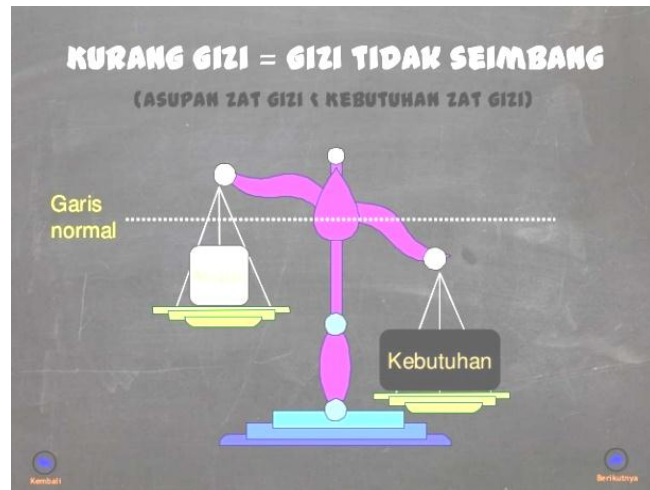 KURANG GIZI = GIZI TIDAK SEIMBANG
(ASUPAN ZAT GIZI < KEBUTUHAN ZAT GIZI)
Garis
normal
Kebutuhan
Kembali
Berikutnya